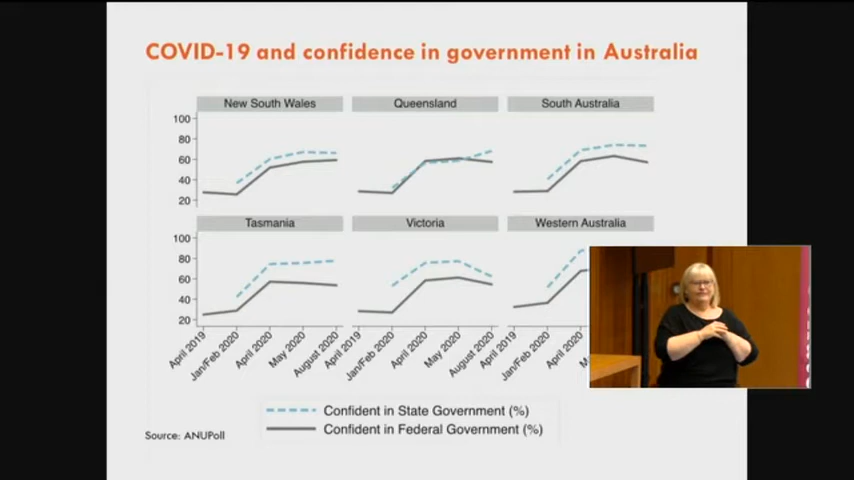 COVID-19 and confidence in government in Australia
New South Wales
Queensland
South Australia
100
80
60
40
20
Tasmania
Victoria
Western Australia
100
80
60
40
20
April 2019
Jan/Feb 2020
April 2020
May 2020
August 2020
April 2019
Jan/Feb 2020
April 2020
May 2020
August 2020
April 2019
Jan/Feb 2020
April 2020
Confident in State Government (%)
Confident in Federal Government (%)
Source: ANUPoll